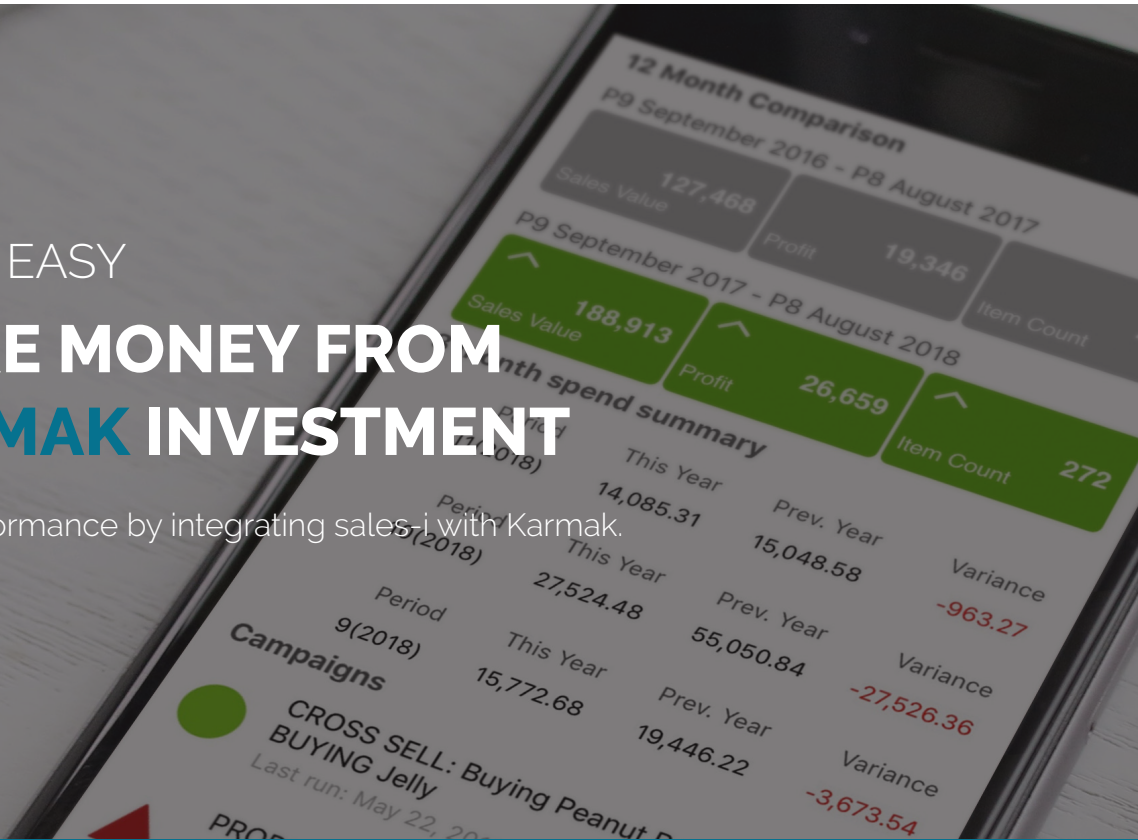 EASY
MONEY FROM
INVESTMENT
by integrating sales-i with Karmak.
12 Month Comparison
P9 September 2016 - P8 August 2017
Sales Value 127,468 Profit 19,346 Item Count
P9 September 2017 - P8 August 2018
Sales Value 188,913 Profit 26,659 Item Count 272
spend summary
Period This Year Prev. Year Variance
(2018) 14,085.31 15,048.58 -963.27
Period This Year Prev. Year Variance
(2018) 27,524.48 55,050.84 -27,526.36
Period This Year Prev. Year Variance
9(2018) 15,772.68 19,446.22 -3,673.54
Campaigns
CROSS SELL: Buying Peanut
BUYING Jelly
Last run: May 22,